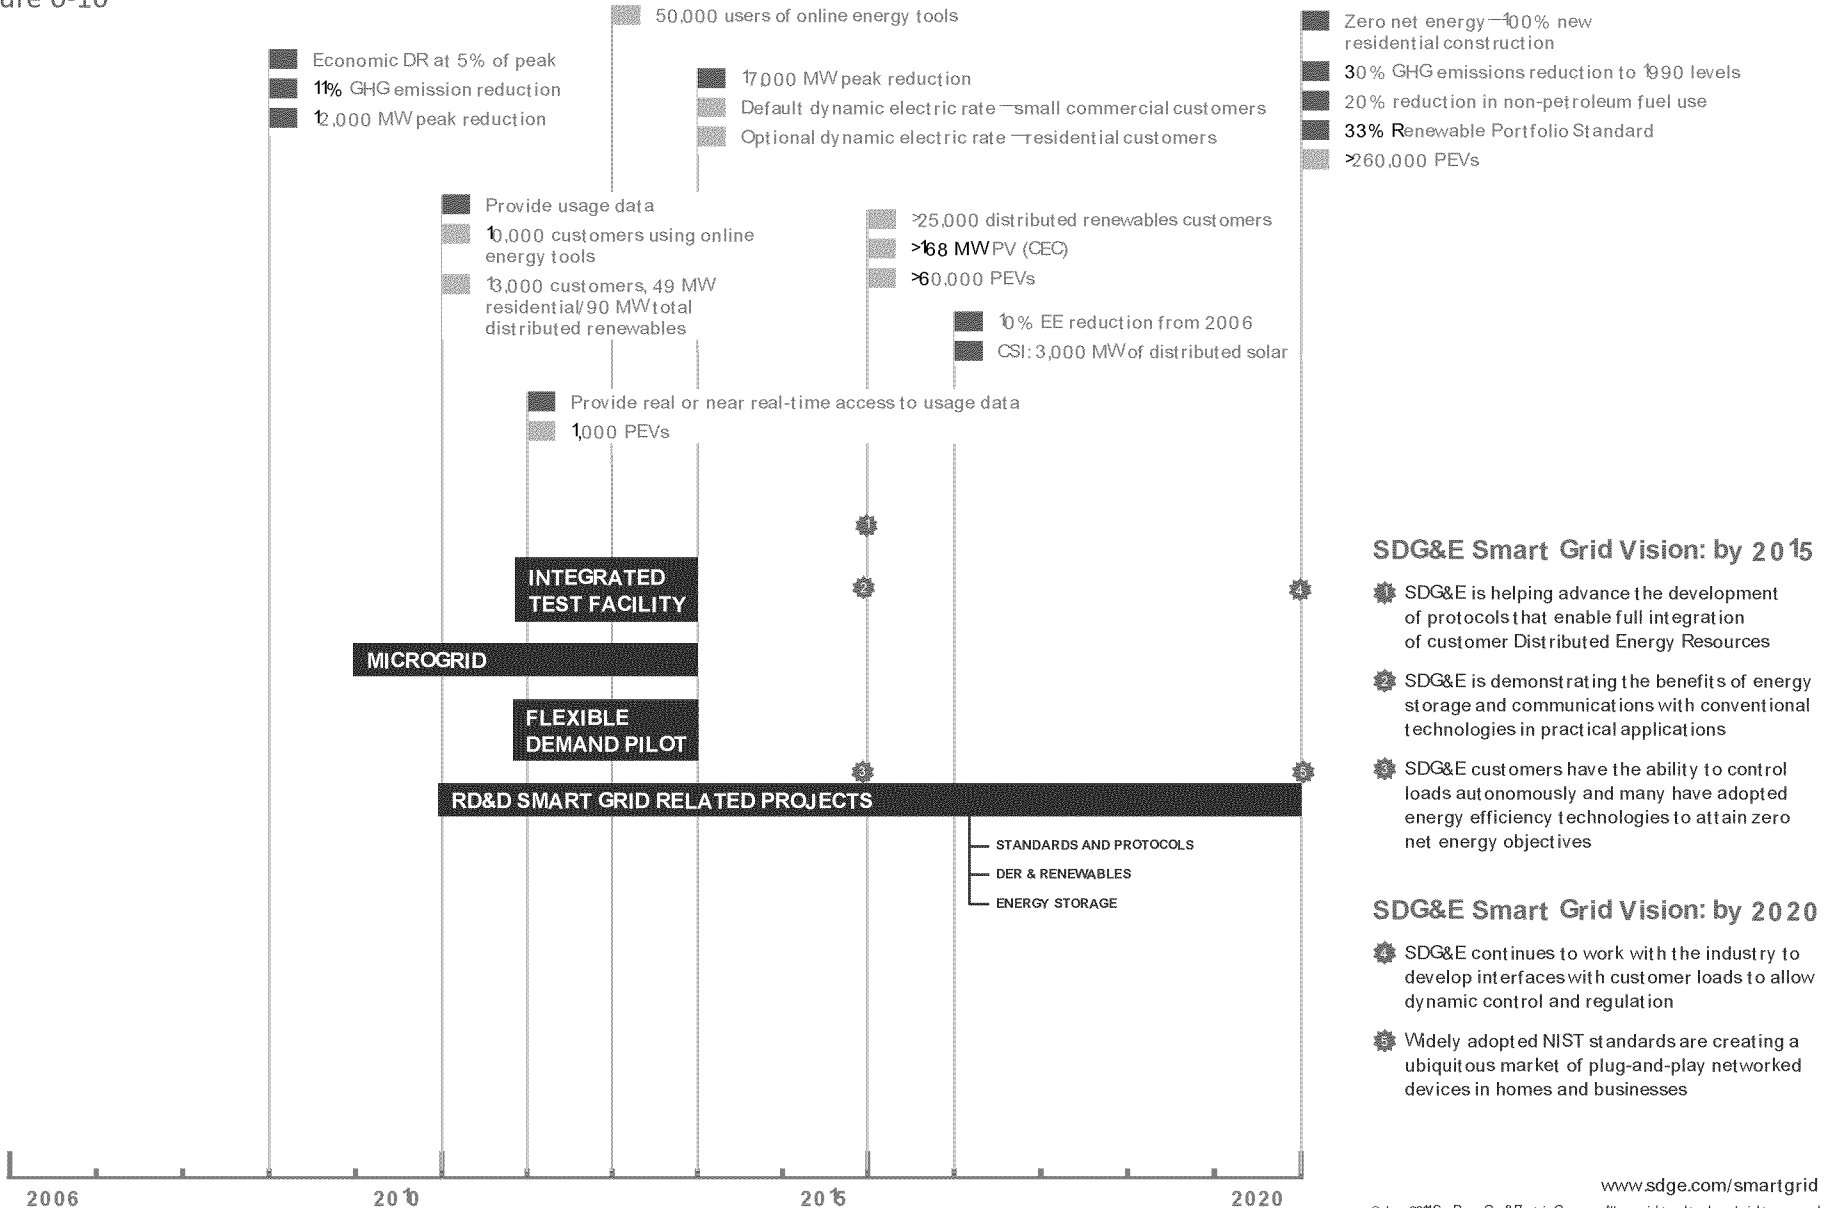 50,000 users of online energy tools
Economic DR at 5% of peak
11% GHG emission reduction
12,000 MW peak reduction
17,000 MW peak reduction
Default dynamic electric rate—small commercial customers
Optional dynamic electric rate—residential customers
Zero net energy—100% new
residential construction
30% GHG emissions reduction to 1990 levels
20% reduction in non-petroleum fuel use
33% Renewable Portfolio Standard
>260,000 PEVs
Provide usage data
10,000 customers using online
energy tools
13,000 customers, 49 MW
residential/90 MW total
distributed renewables
>25,000 distributed renewables customers
>168 MW PV (CEC)
>60,000 PEVs
10% EE reduction from 2006
CSI: 3,000 MW of distributed solar
Provide real or near real-time access to usage data
1,000 PEVs
1
2
4
3
5
INTEGRATED
TEST FACILITY
MICROGRID
FLEXIBLE
DEMAND PILOT
RD&D SMART GRID RELATED PROJECTS
STANDARDS AND PROTOCOLS
DER & RENEWABLES
ENERGY STORAGE
SDG&E Smart Grid Vision: by 2015
1 SDG&E is helping advance the development
of protocols that enable full integration
of customer Distributed Energy Resources
2 SDG&E is demonstrating the benefits of energy
storage and communications with conventional
technologies in practical applications
3 SDG&E customers have the ability to control
loads autonomously and many have adopted
energy efficiency technologies to attain zero
net energy objectives
SDG&E Smart Grid Vision: by 2020
4 SDG&E continues to work with the industry to
develop interfaces with customer loads to allow
dynamic control and regulation
5 Widely adopted NIST standards are creating a
ubiquitous market of plug-and-play networked
devices in homes and businesses
2006
2010
2015
2020
www.sdge.com/smartgrid